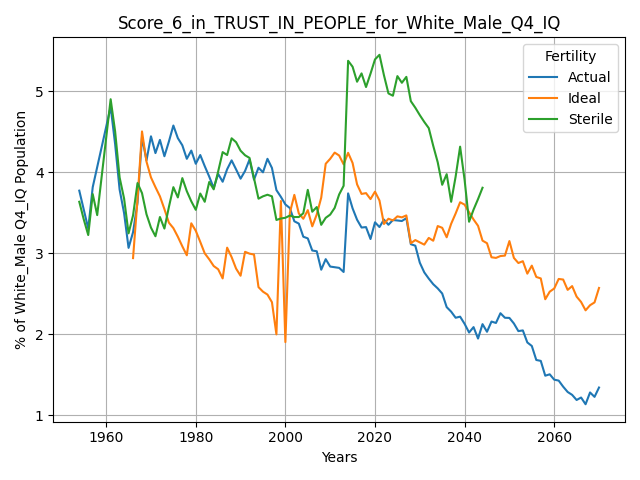 Score_6_in_TRUST_IN_PEOPLE_for_White_Male_Q4_IQ
% of White_Male Q4_IQ Population
5
4
3
2
1
Fertility
Actual
Ideal
Sterile
1960 1980 2000 2020 2040 2060
Years